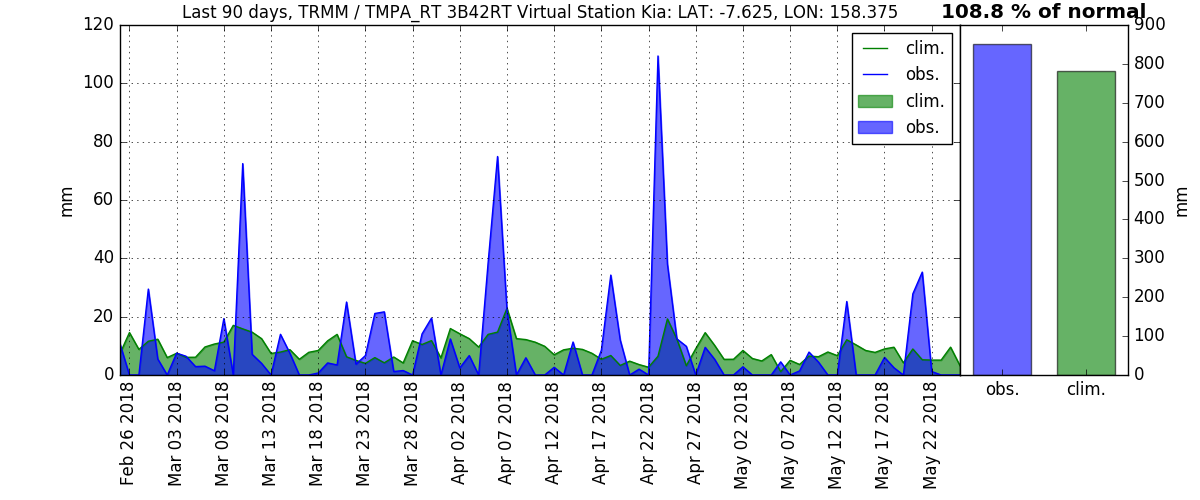 Last 90 days, TRMM / TMPA_RT 3B42RT Virtual Station Kia: LAT: -7.625, LON: 158.375
108.8 % of normal
120
100
80
60
40
20
0
mm
clim.
obs.
clim.
obs.
900
800
700
600
500
400
300
200
100
0
mm
obs.
clim.
Feb 26 2018
Mar 03 2018
Mar 08 2018
Mar 13 2018
Mar 18 2018
Mar 23 2018
Mar 28 2018
Apr 02 2018
Apr 07 2018
Apr 12 2018
Apr 17 2018
Apr 22 2018
Apr 27 2018
May 02 2018
May 07 2018
May 12 2018
May 17 2018
May 22 2018